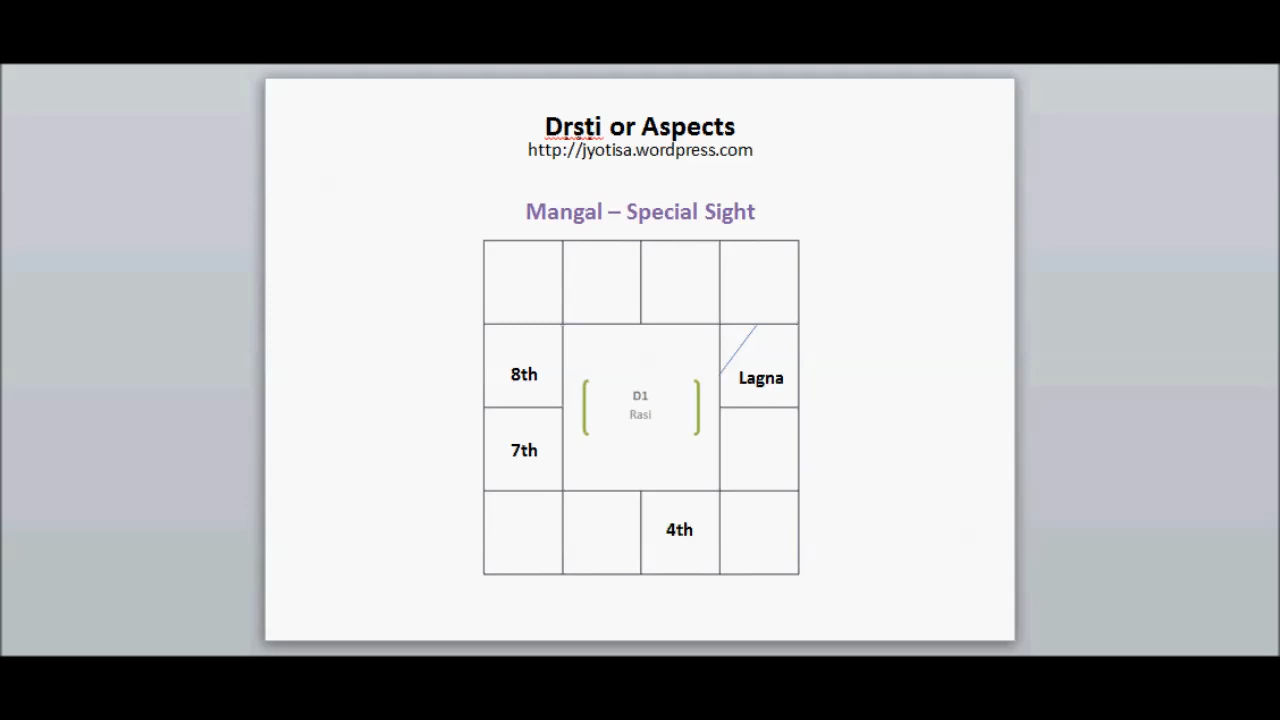 Drsti or Aspects
http://jyotisa.wordpress.com
Mangal – Special Sight
8th
Lagna
D1
Rasi
7th
4th